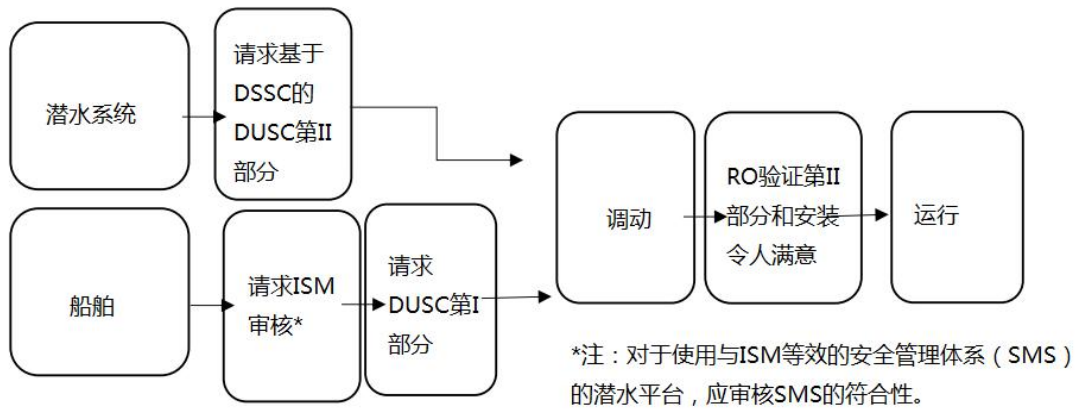 潜水系统
请求基于
DSSC的
DUSC第II
部分
船舶
请求ISM
审核*
请求
DUSC第I
部分
调动
RO验证第II
部分和安装
令人满意
运行
*注：对于使用与ISM等效的安全管理体系（SMS）
的潜水平台，应审核SMS的符合性。